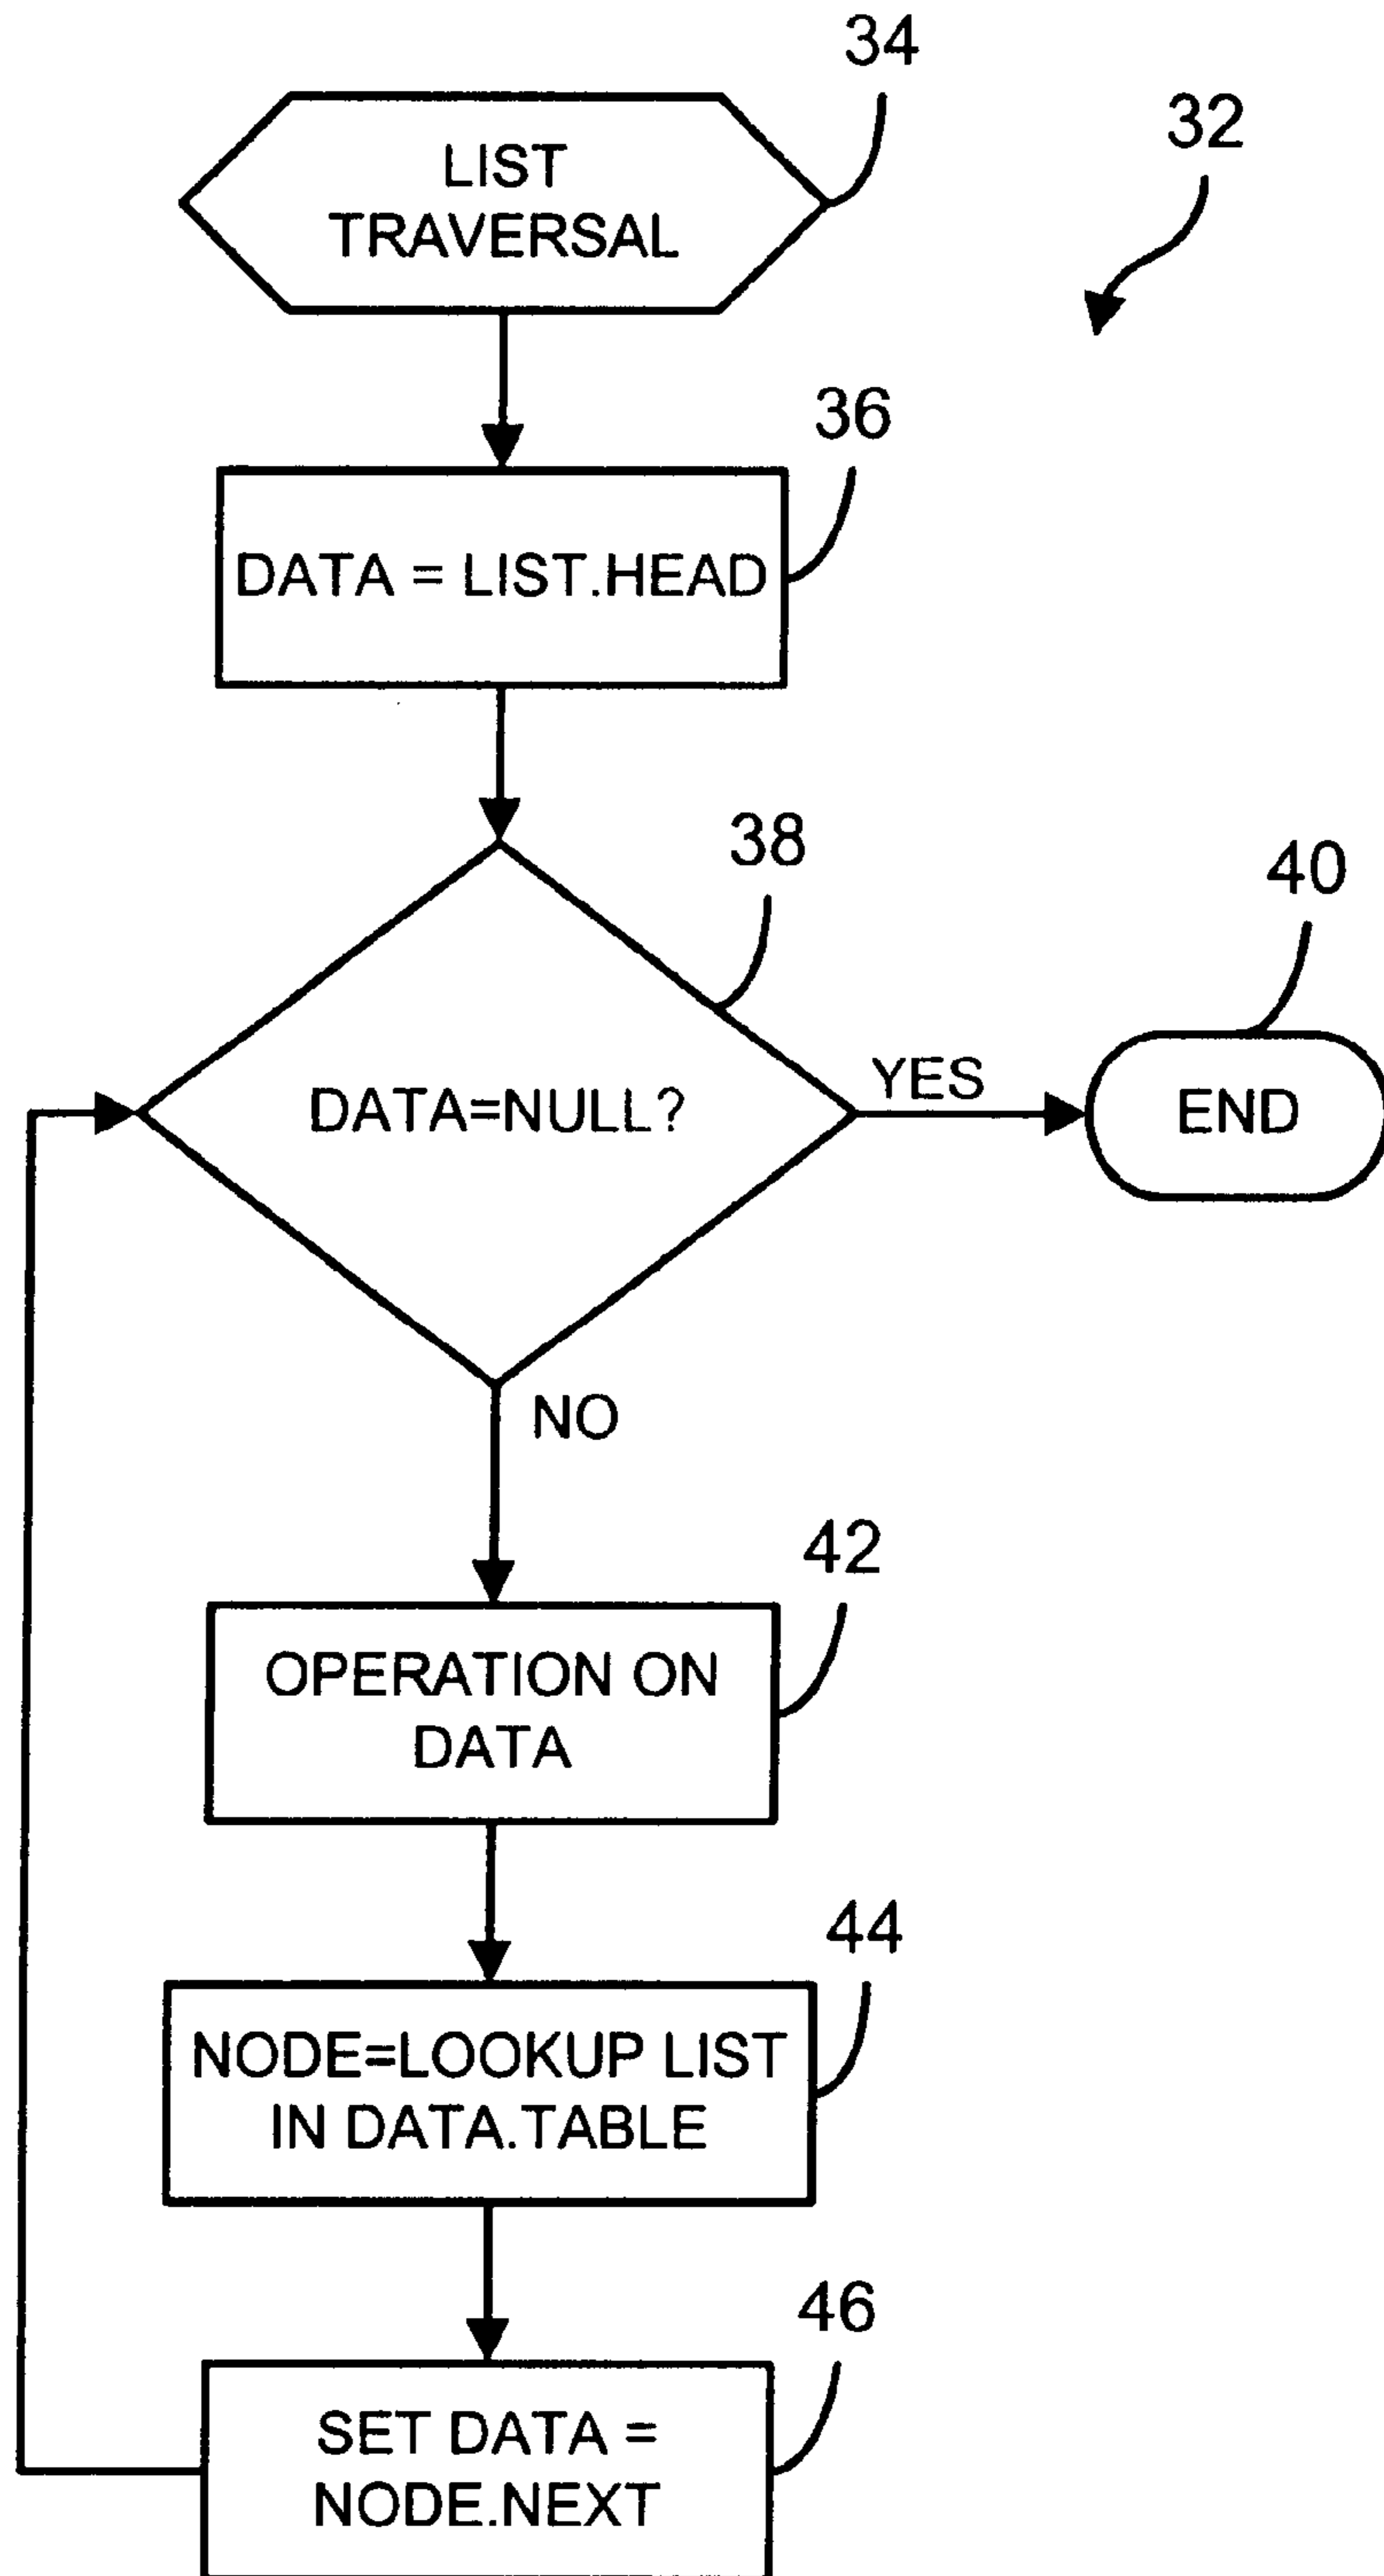 34
32
LIST
TRAVERSAL
36
DATA = LIST.HEAD
38
40
DATA=NULL?
YES
END
NO
42
OPERATION ON
DATA
44
NODE=LOOKUP LIST
IN DATA.TABLE
46
SET DATA =
NODE.NEXT